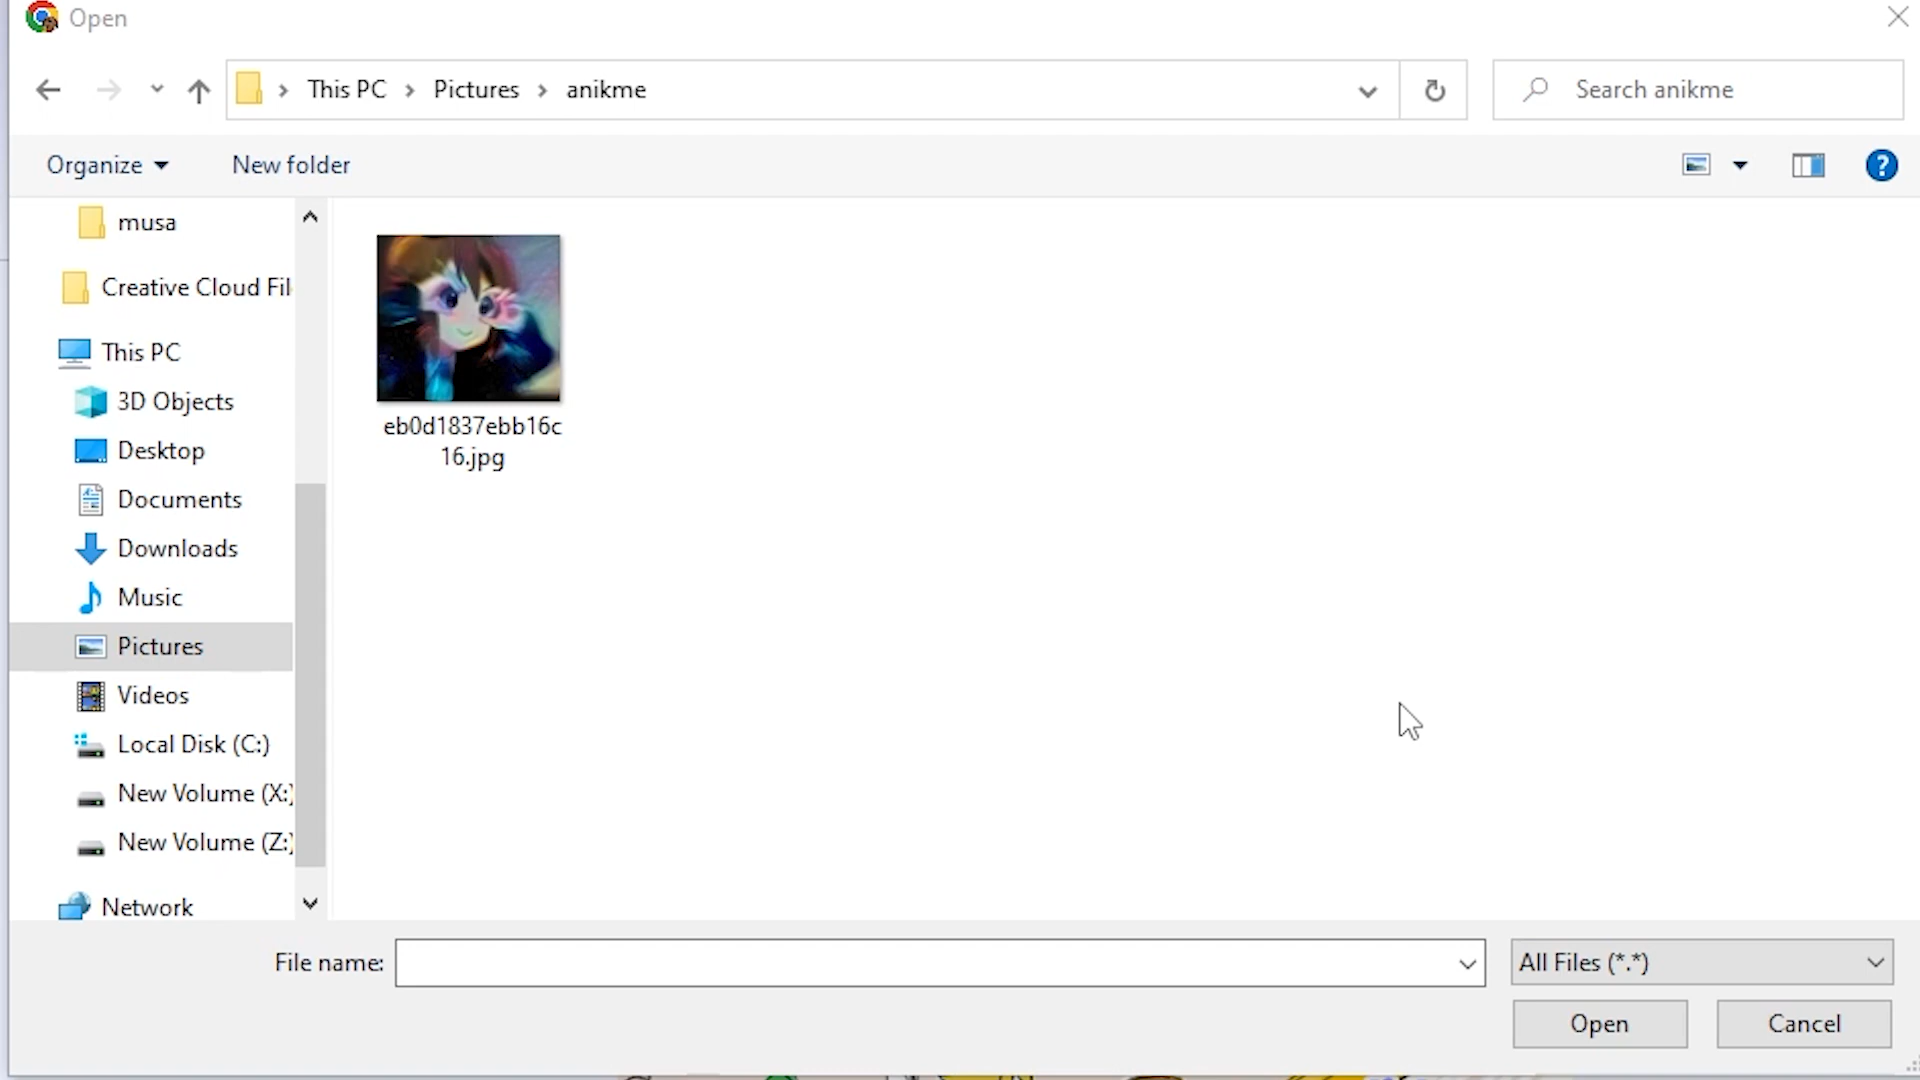 Open
This PC
Pictures
anikme
Search anikme
Organize
New folder
?
musa
Creative Cloud Fil
This PC
3D Objects
Desktop
Documents
Downloads
Music
Pictures
Videos
Local Disk (C:)
New Volume (X:)
New Volume (Z:)
Network
eb0d1837ebb16c
16.jpg
File name:
All Files (*.*)
Open
Cancel